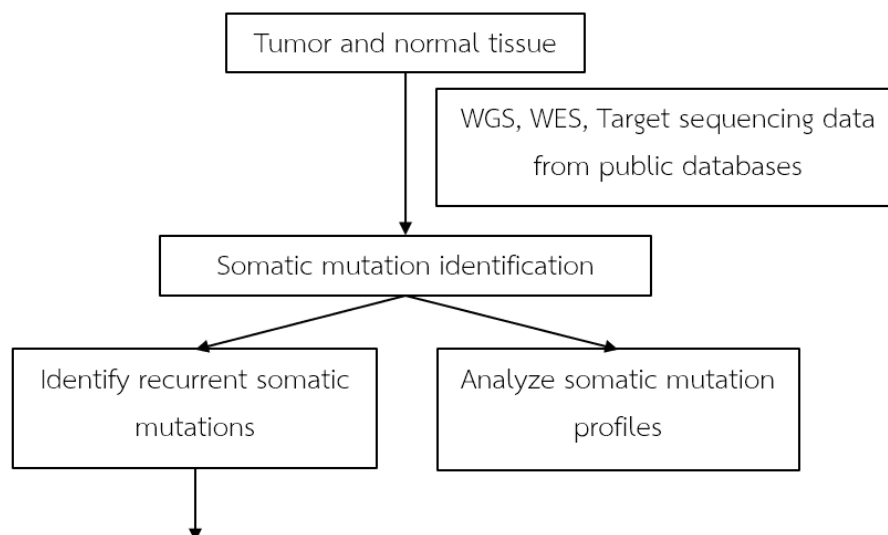 Tumor and normal tissue
WGS, WES, Target sequencing data
from public databases
Somatic mutation identification
Identify recurrent somatic
mutations
Analyze somatic mutation
profiles